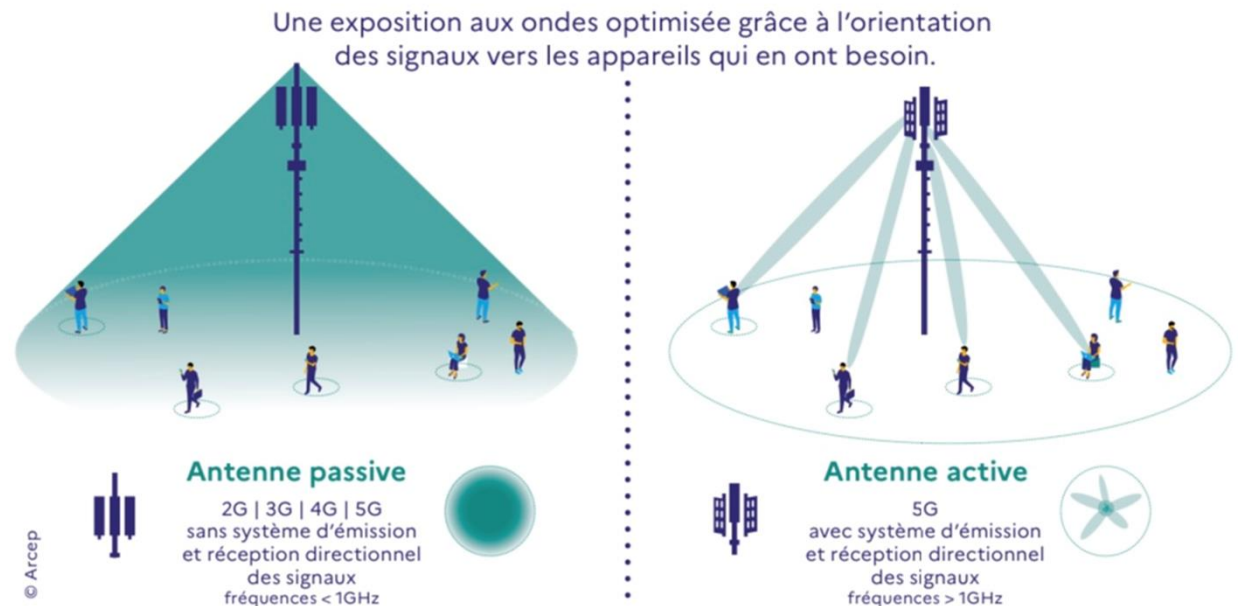 Une exposition aux ondes optimisée grâce à l'orientation
des signaux vers les appareils qui en ont besoin.
Antenne passive
2G | 3G | 4G | 5G
sans système d'émission
et réception directionnel
des signaux
fréquences < 1GHz
Antenne active
5G
avec système d'émission
et réception directionnel
des signaux
fréquences > 1GHz
© Arcep